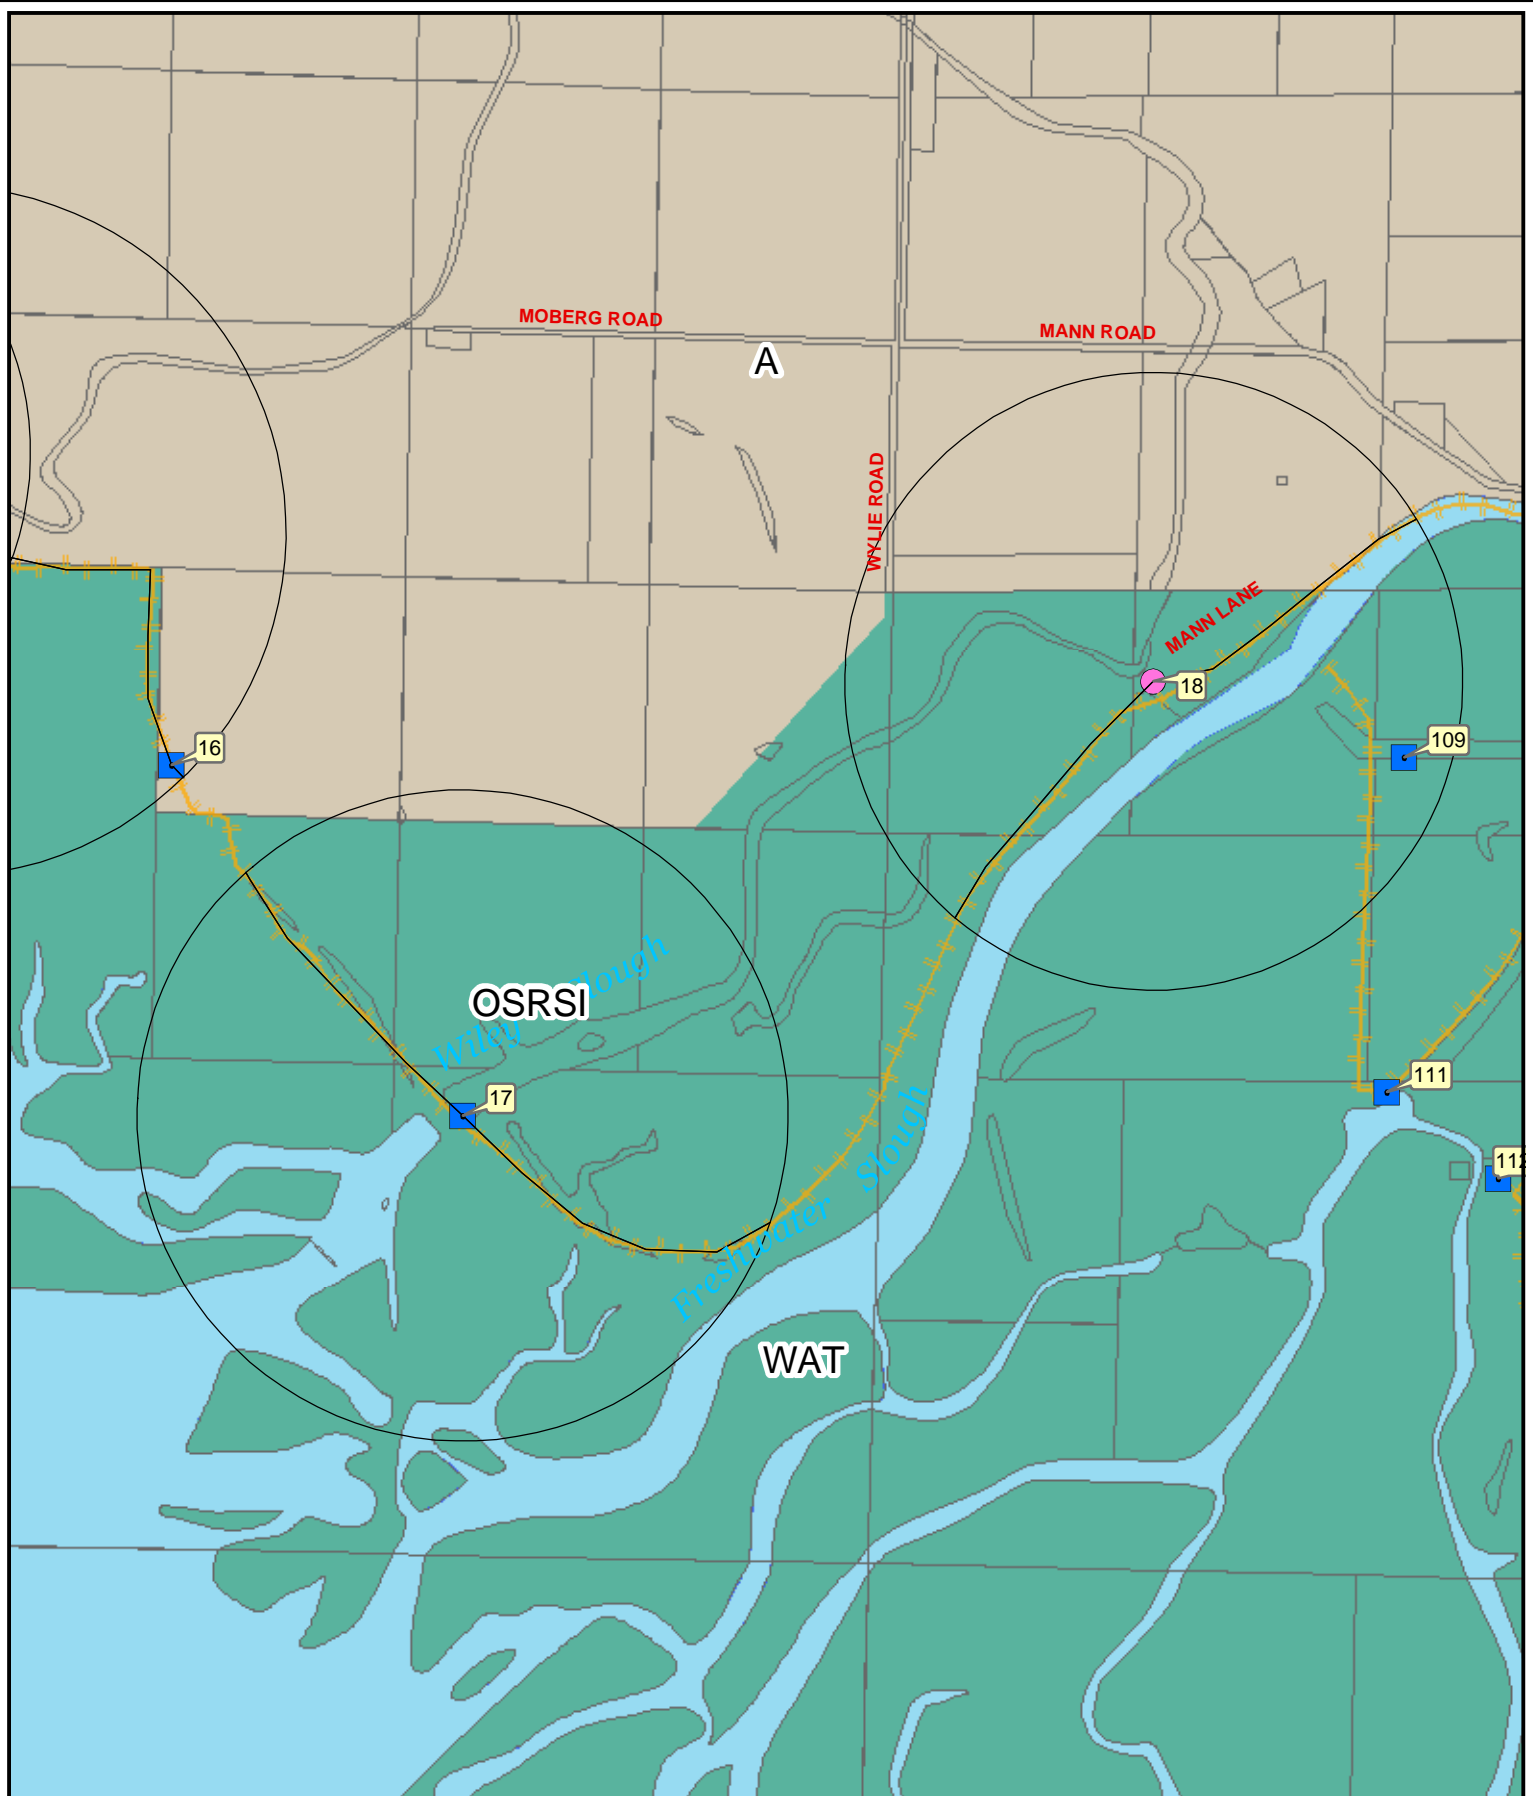 MOBERG ROAD
MANN ROAD
A
WYLIE ROAD
MANN LANE
18
16
109
OSRSI
Wiley Slough
17
111
Freshwater Slough
112
WAT